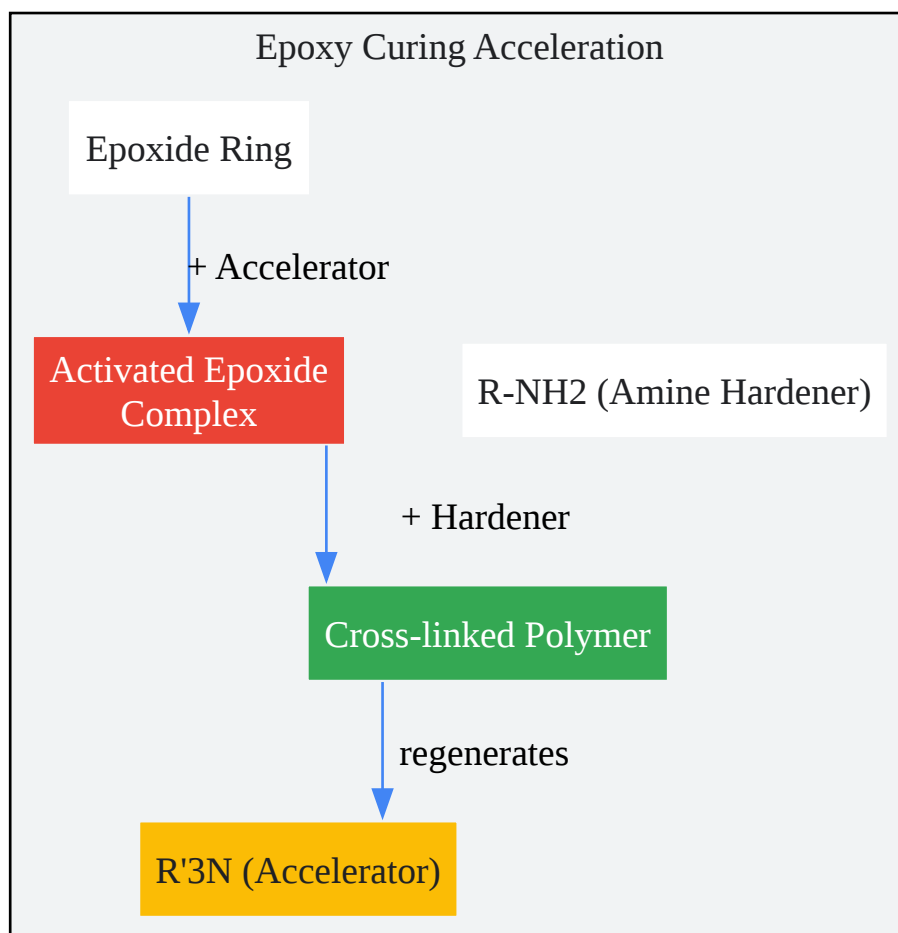 Epoxy Curing Acceleration
Epoxide Ring
+ Accelerator
Activated Epoxide
Complex
R-NH2 (Amine Hardener)
+ Hardener
Cross-linked Polymer
regenerates
R'3N (Accelerator)